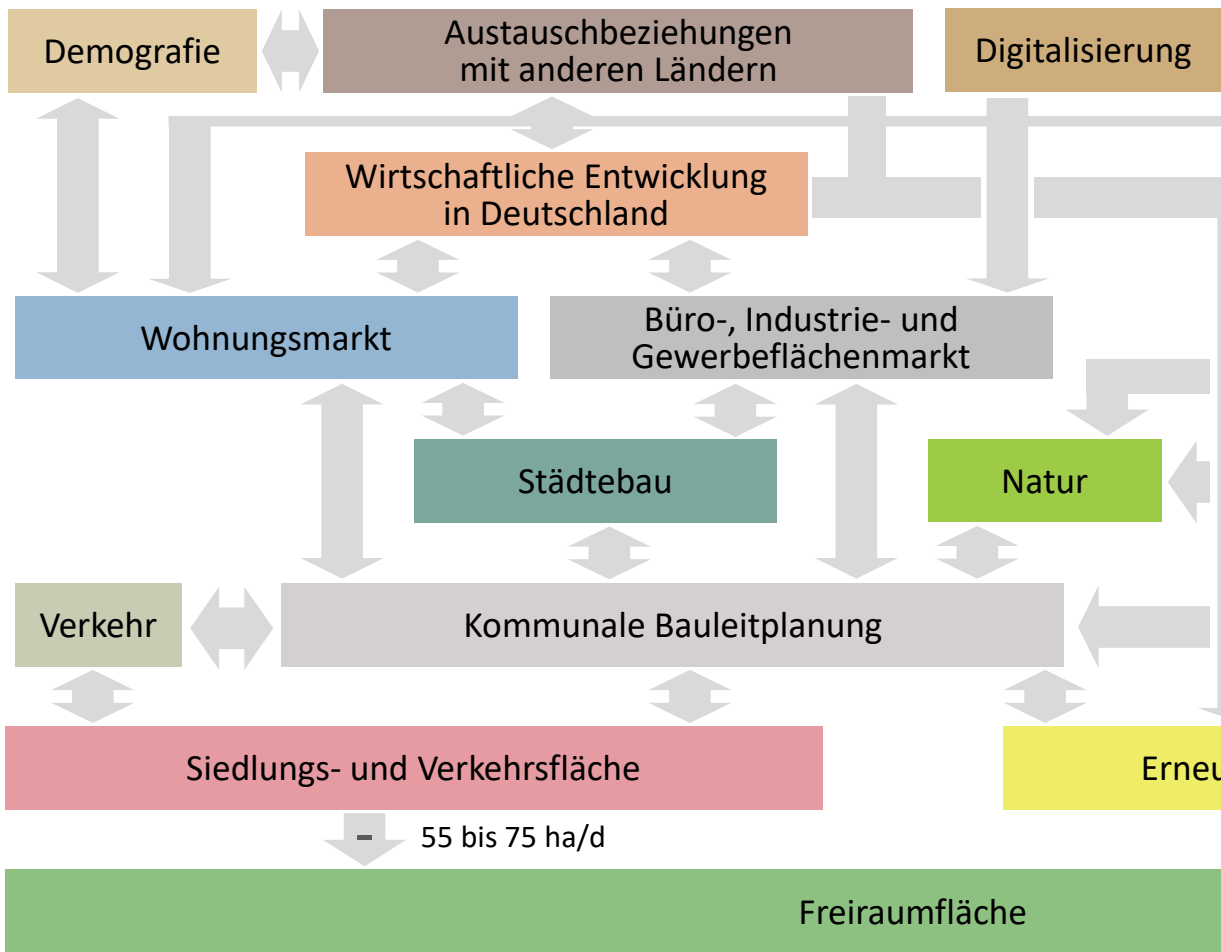 Demografie
Austauschbeziehungen
mit anderen Ländern
Digitalisierung
Wirtschaftliche Entwicklung
in Deutschland
Wohnungsmarkt
Büro-, Industrie- und
Gewerbeflächenmarkt
Städtebau
Natur
Verkehr
Kommunale Bauleitplanung
Siedlungs- und Verkehrsfläche
Erneu
- 55 bis 75 ha/d
Freiraumfläche